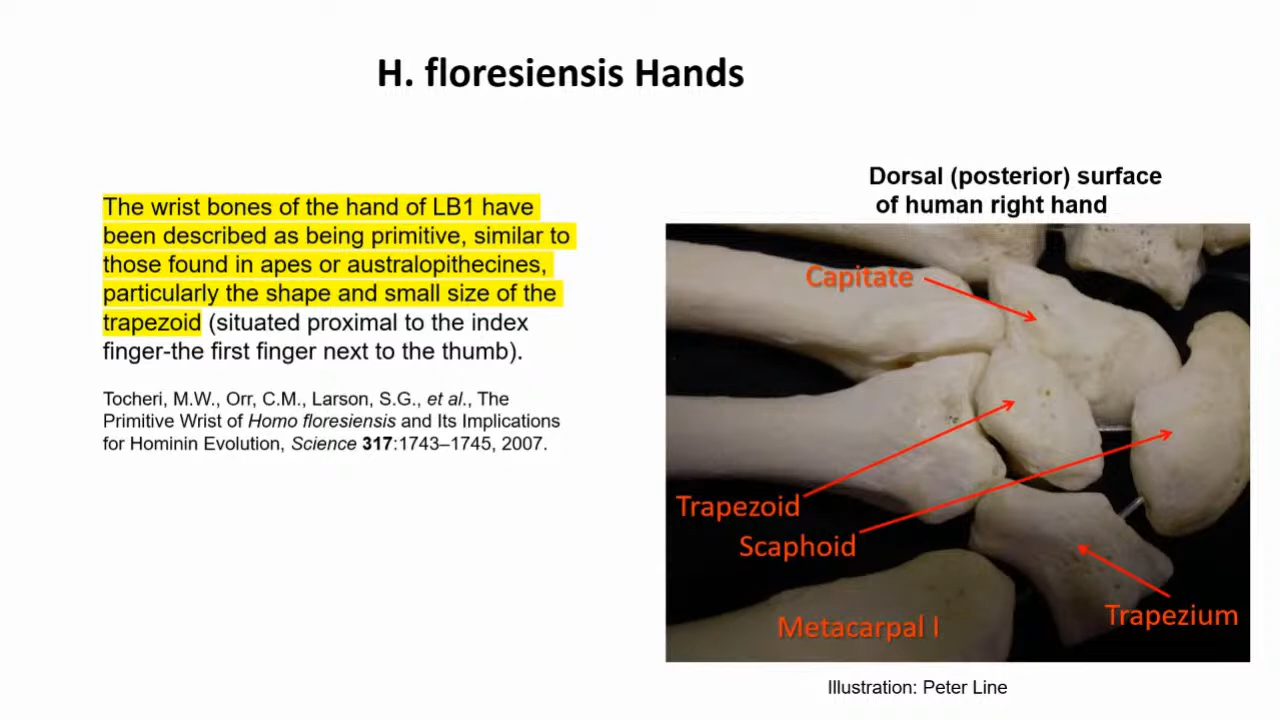 H. floresiensis Hands
The wrist bones of the hand of LB1 have
been described as being primitive, similar to
those found in apes or australopithecines,
particularly the shape and small size of the
trapezoid (situated proximal to the index
finger-the first finger next to the thumb).
Tocheri, M.W., Orr, C.M., Larson, S.G., et al., The
Primitive Wrist of Homo floresiensis and Its Implications
for Hominin Evolution, Science 317:1743–1745, 2007.
Dorsal (posterior) surface
of human right hand
Capitate
Trapezoid
Scaphoid
Trapezium
Metacarpal I
Illustration: Peter Line